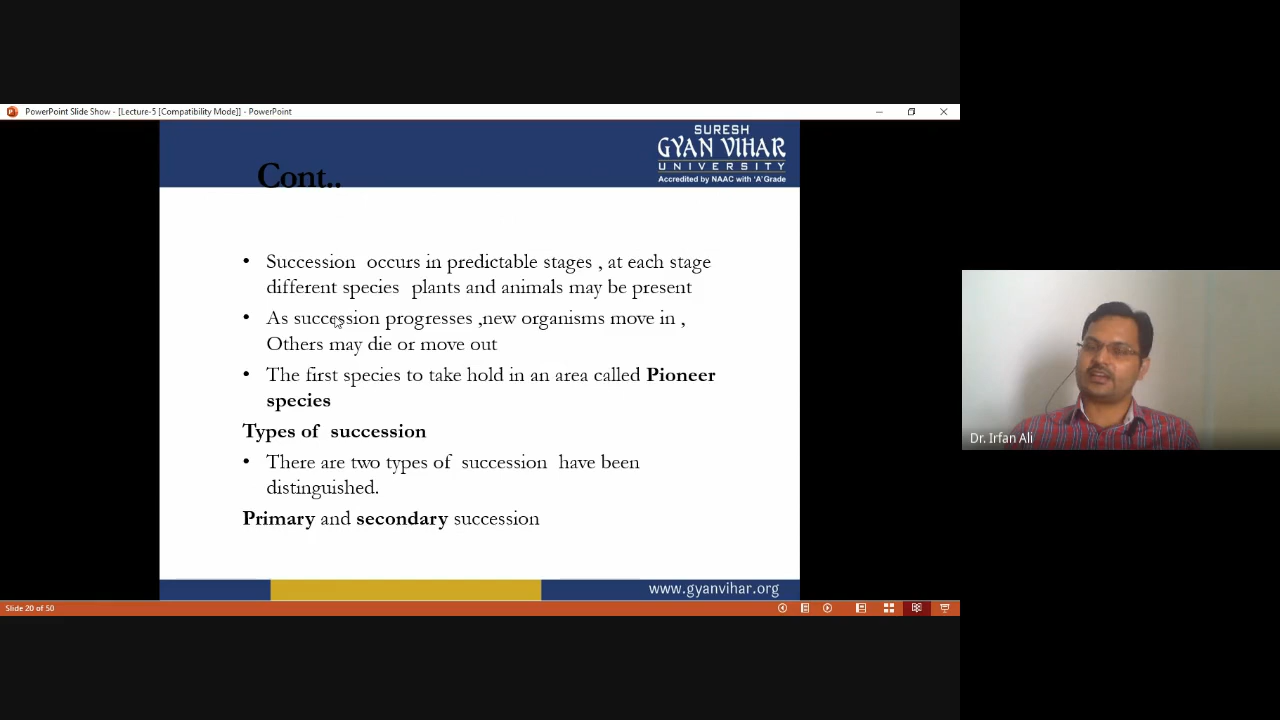 PowerPoint Slide Show - [Lecture-5 [Compatibility Mode]] - PowerPoint
SURESH
GYAN VIHAR
UNIVERSITY
Accredited by NAAC with 'A' Grade
Cont..
• Succession occurs in predictable stages , at each stage
different species plants and animals may be present
• As succession progresses ,new organisms move in ,
Others may die or move out
• The first species to take hold in an area called Pioneer
species
Types of succession
• There are two types of succession have been
distinguished.
Primary and secondary succession
www.gyanvihar.org
Slide 20 of 50
Dr. Irfan Ali